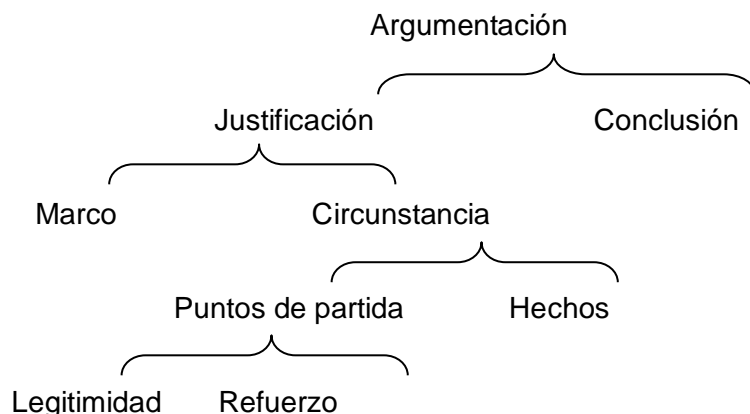 Argumentación
Justificación Conclusión
Marco Circunstancia
Puntos de partida Hechos
Legitimidad Refuerzo